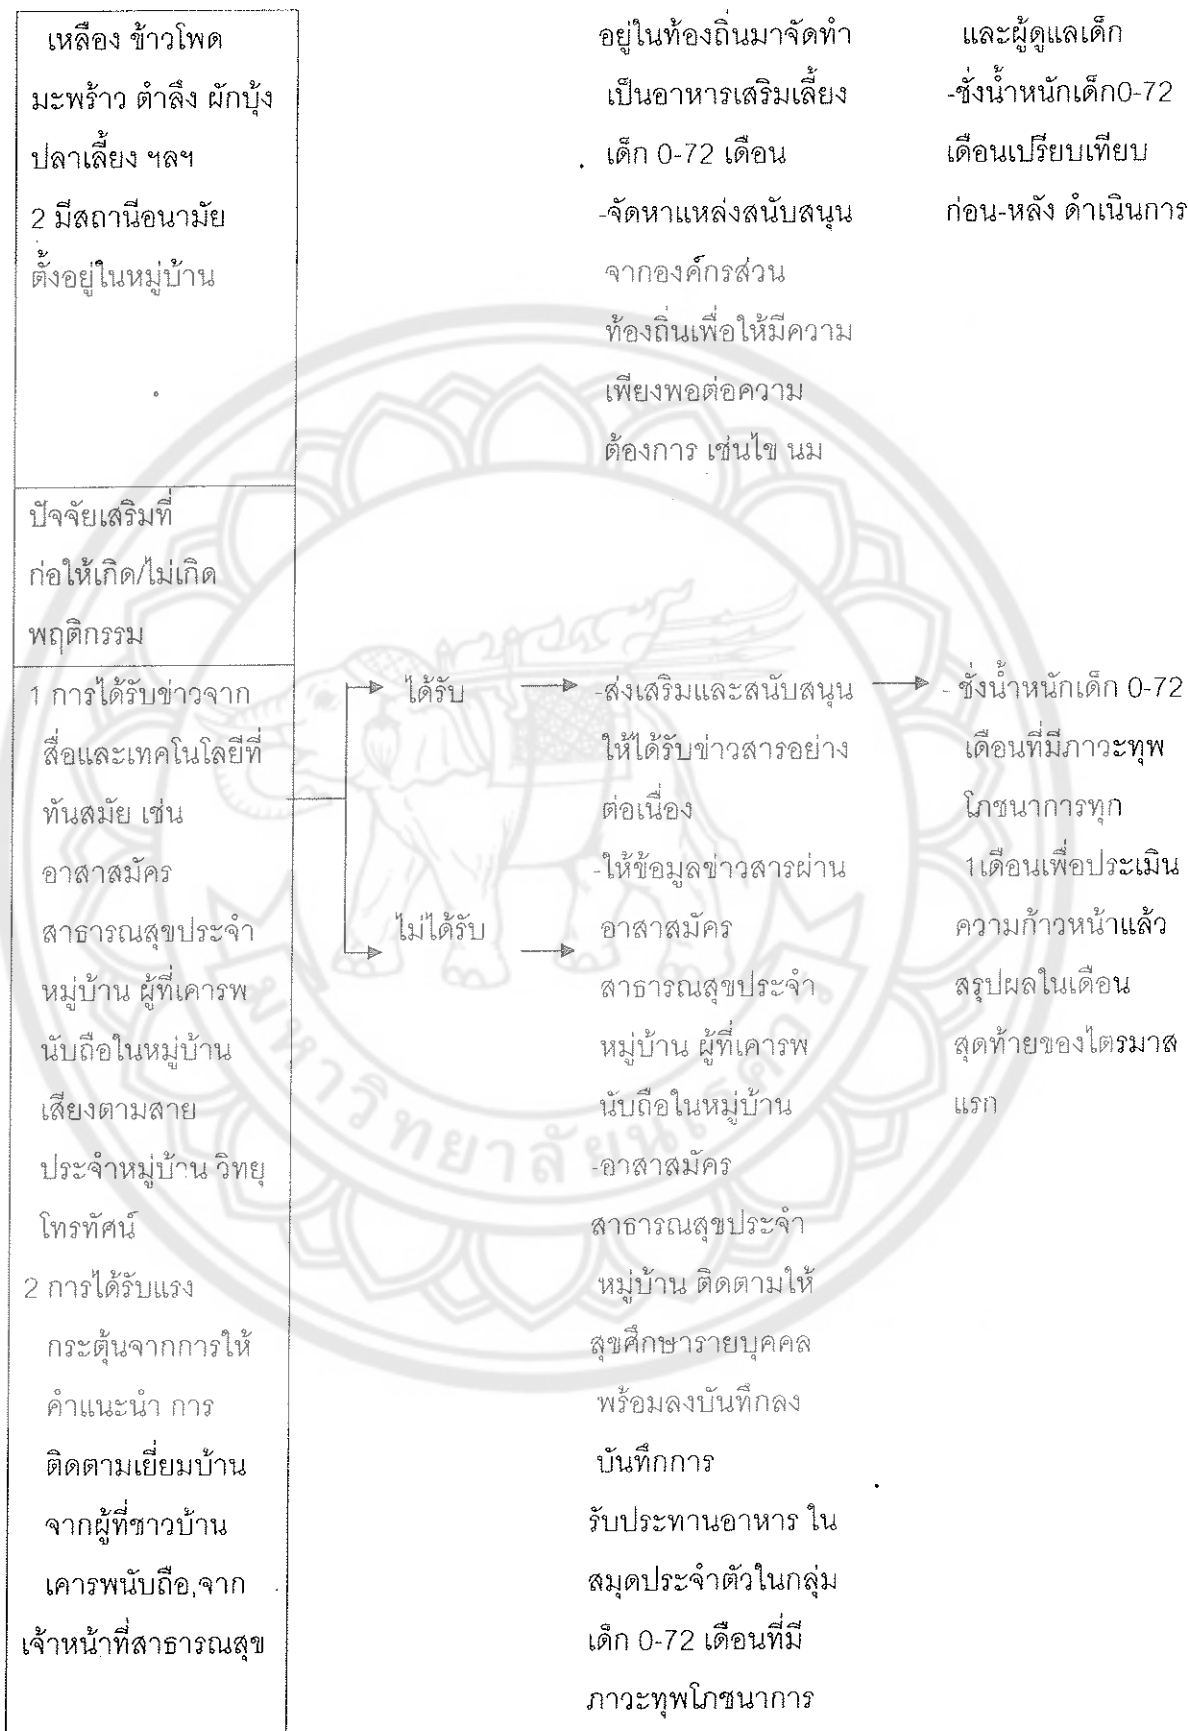 เหลือง ข้าวโพด
มะพร้าว ตำลึง ผักบุ้ง
ปลาเลี้ยง ฯลฯ
2 มีสถานีอนามัย
ตั้งอยู่ในหมู่บ้าน
ปัจจัยเสริมที่
ก่อให้เกิด/ไม่เกิด
พฤติกรรม
1 การได้รับข่าวจาก
สื่อและเทคโนโลยีที่
ทันสมัย เช่น
อาสาสมัคร
สาธารณสุขประจำ
หมู่บ้าน ผู้ที่เคารพ
นับถือในหมู่บ้าน
เสียงตามสาย
ประจำหมู่บ้าน วิทยุ
โทรทัศน์
2 การได้รับแรง
กระตุ้นจากการให้
คำแนะนำ การ
ติดตามเยี่ยมบ้าน
จากผู้ที่ชาวบ้าน
เคารพนับถือ,จาก
เจ้าหน้าที่สาธารณสุข
ได้รับ
ไม่ได้รับ
อยู่ในท้องถิ่นมาจัดทำ
เป็นอาหารเสริมเลี้ยง
เด็ก 0-72 เดือน
-จัดหาแหล่งสนับสนุน
จากองค์กรส่วน
ท้องถิ่นเพื่อให้มีความ
เพียงพอต่อความ
ต้องการ เช่นไข นม
-ส่งเสริมและสนับสนุน
ให้ได้รับข่าวสารอย่าง
ต่อเนื่อง
-ให้ข้อมูลข่าวสารผ่าน
อาสาสมัคร
สาธารณสุขประจำ
หมู่บ้าน ผู้ที่เคารพ
นับถือในหมู่บ้าน
-อาสาสมัคร
สาธารณสุขประจำ
หมู่บ้าน ติดตามให้
สุขศึกษารายบุคคล
พร้อมลงบันทึกลง
บันทึกการ
รับประทานอาหาร ใน
สมุดประจำตัวในกลุ่ม
เด็ก 0-72 เดือนที่มี
ภาวะทุพโภชนาการ
และผู้ดูแลเด็ก
-ชั่งน้ำหนักเด็ก0-72
เดือนเปรียบเทียบ
ก่อน-หลัง ดำเนินการ
- ชั่งน้ำหนักเด็ก 0-72
เดือนที่มีภาวะทุพ
โภชนาการทุก
1เดือนเพื่อประเมิน
ความก้าวหน้าแล้ว
สรุปผลในเดือน
สุดท้ายของไตรมาส
แรก
มหาวิทยาลัยนเรศวร